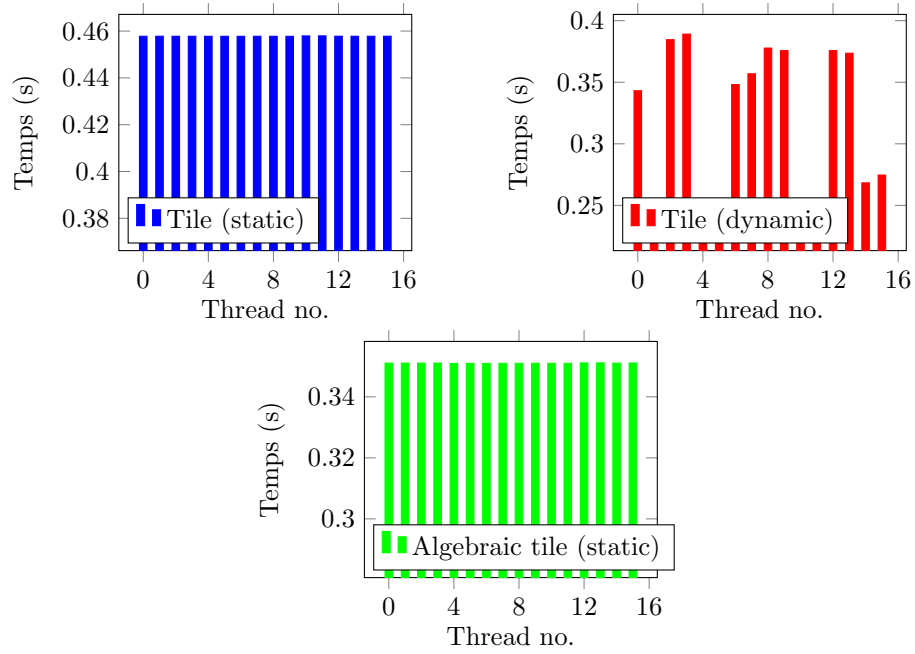 0.46
0.44
0.42
0.4
0.38
Temps (s)
Tile (static)
0 4 8 12 16
Thread no.
0.4
0.35
0.3
0.25
Temps (s)
Tile (dynamic)
0 4 8 12 16
Thread no.
0.34
0.32
0.3
Temps (s)
Algebraic tile (static)
0 4 8 12 16
Thread no.